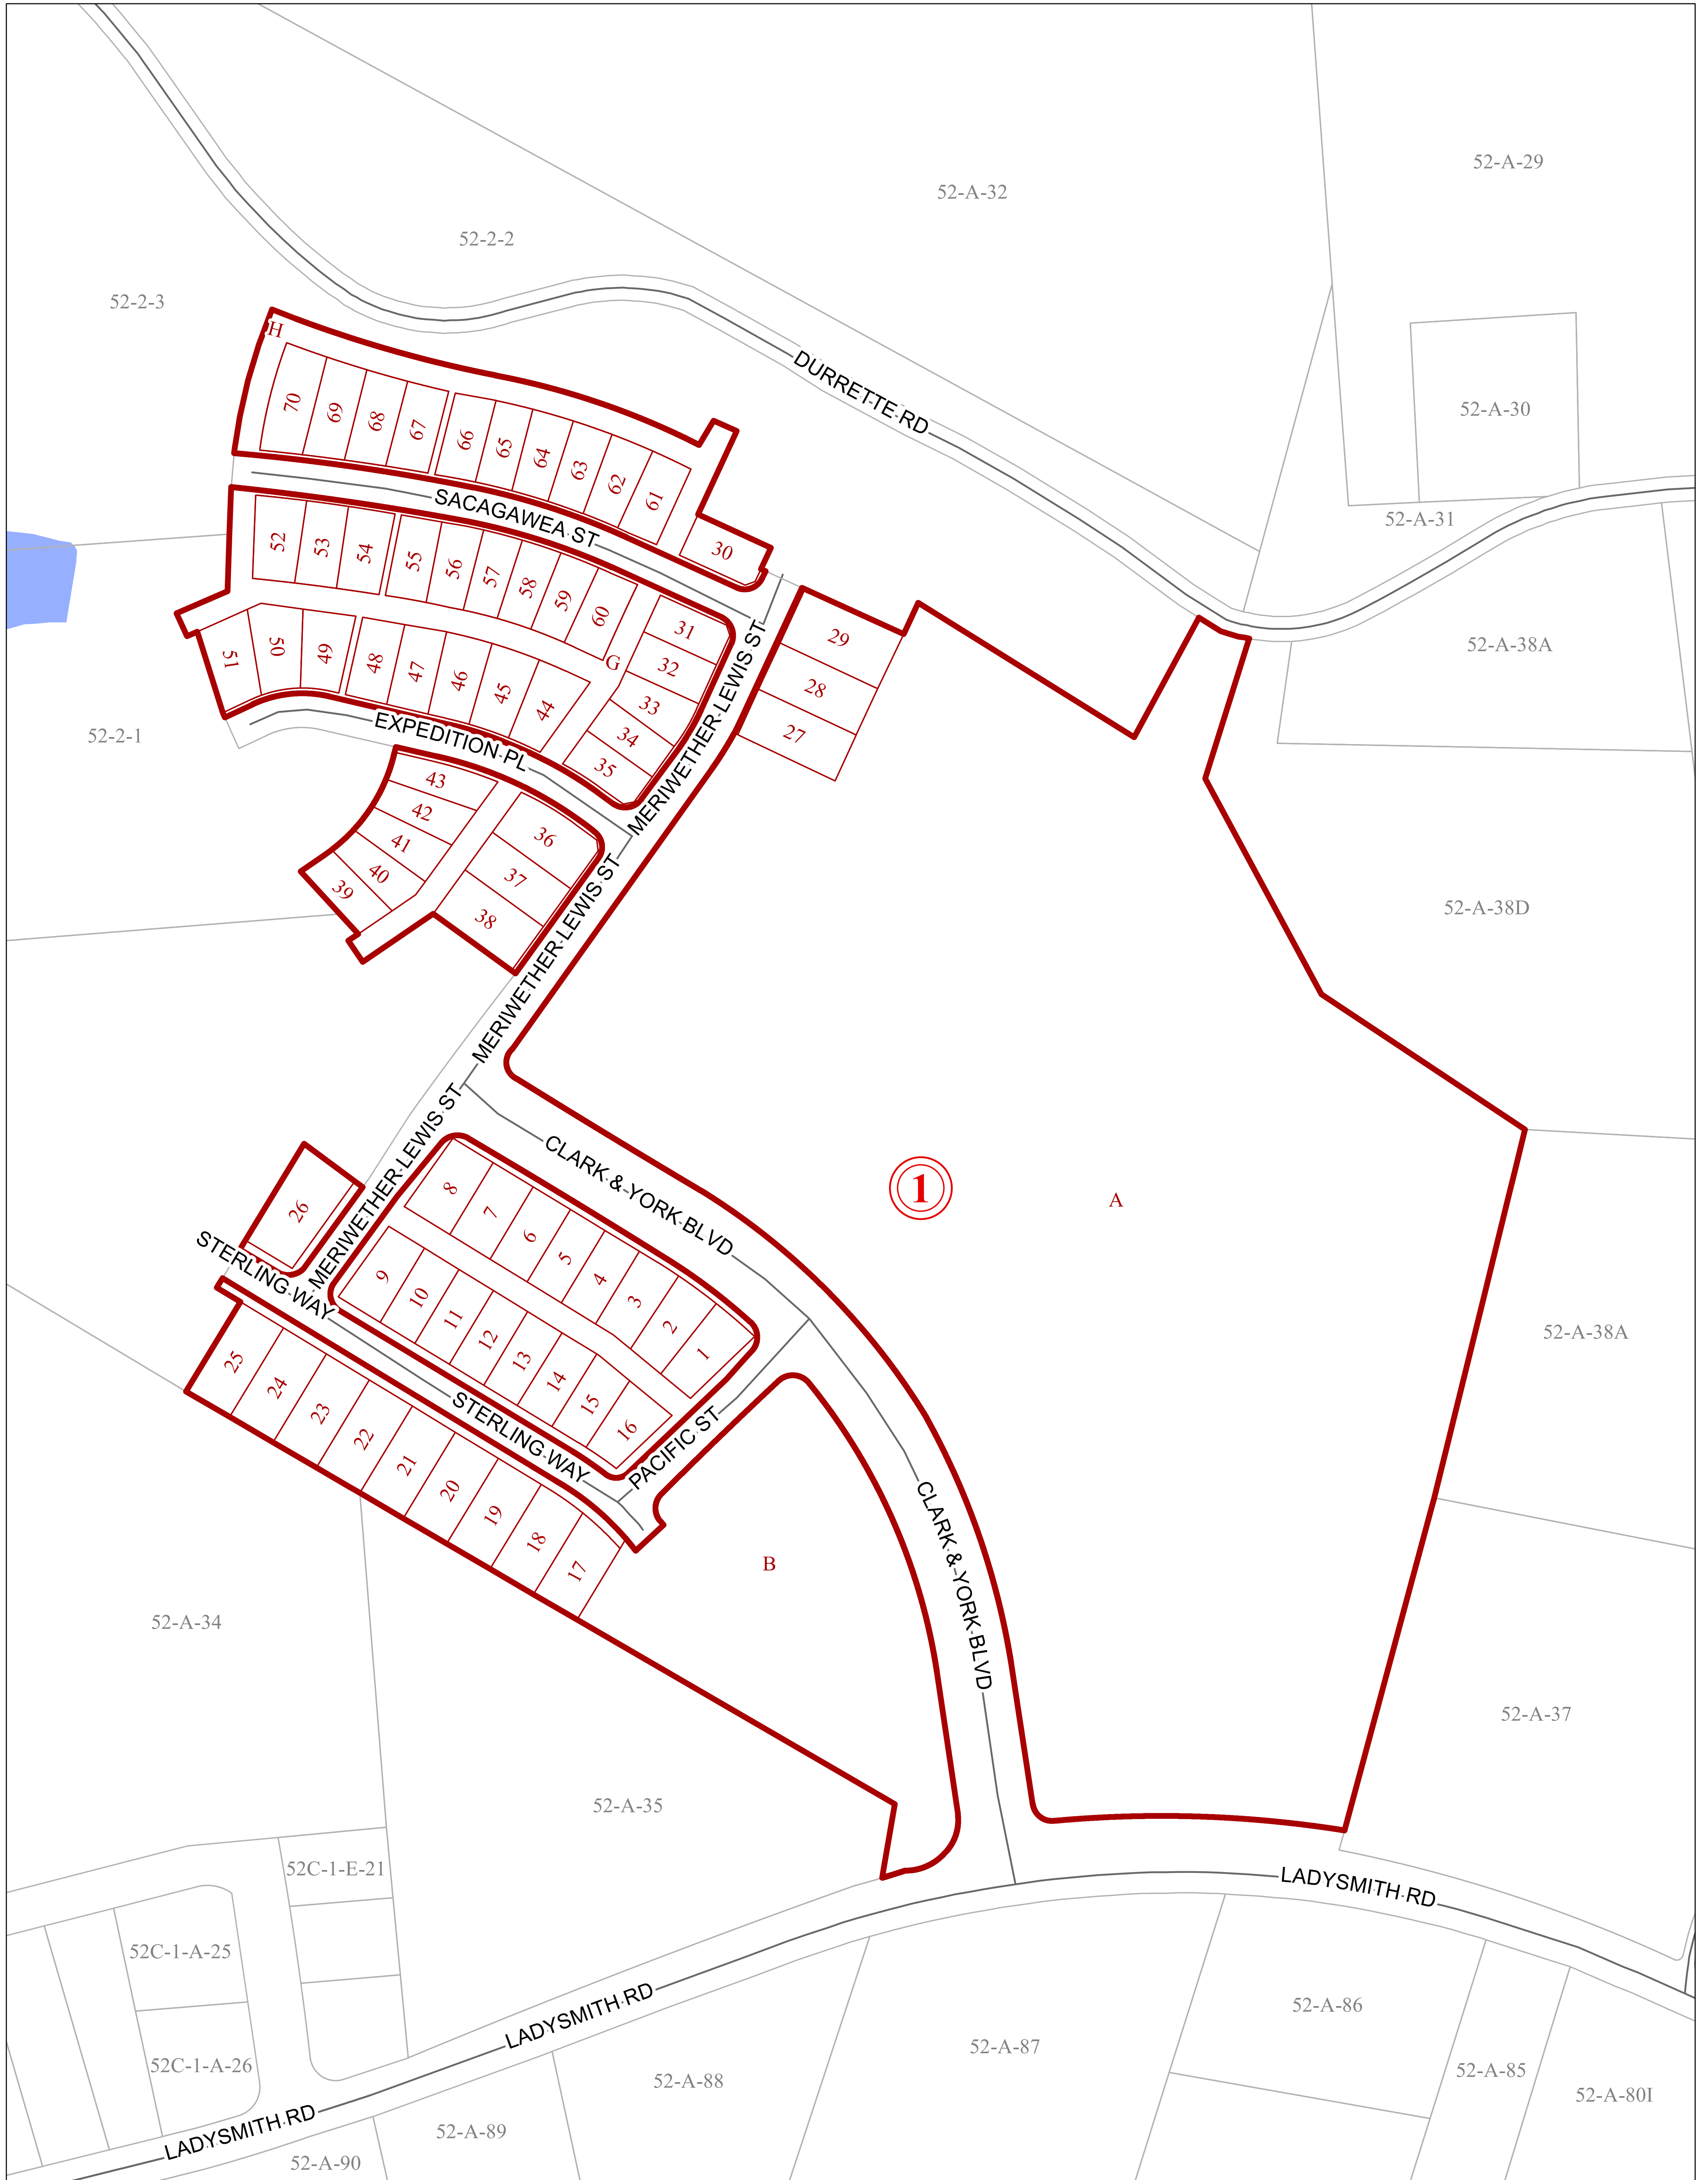 52-A-29
52-A-32
52-2-2
52-2-3
H
DURRETTE RD
52-A-30
52-A-31
70
69
68
67
66
65
64
63
62
61
30
SACAGAWEA ST
52
53
54
55
56
57
58
59
60
31
32
33
34
35
G
29
28
27
52-A-38A
51
50
49
48
47
46
45
44
MERIWETHER LEWIS ST
52-2-1
EXPEDITION PL
43
42
41
40
39
36
37
38
MERIWETHER LEWIS ST
52-A-38D
MERIWETHER LEWIS ST
CLARK & YORK BLVD
1
A
26
8
7
6
5
4
3
2
1
STERLING WAY
9
10
11
12
13
14
15
16
52-A-38A
25
24
23
22
21
20
19
18
17
STERLING WAY
PACIFIC ST
CLARK & YORK BLVD
B
52-A-34
52-A-37
52-A-35
52C-1-E-21
LADYSMITH RD
52C-1-A-25
LADYSMITH RD
52-A-86
52-A-87
52C-1-A-26
52-A-88
52-A-85
52-A-80I
LADYSMITH RD
52-A-89
52-A-90